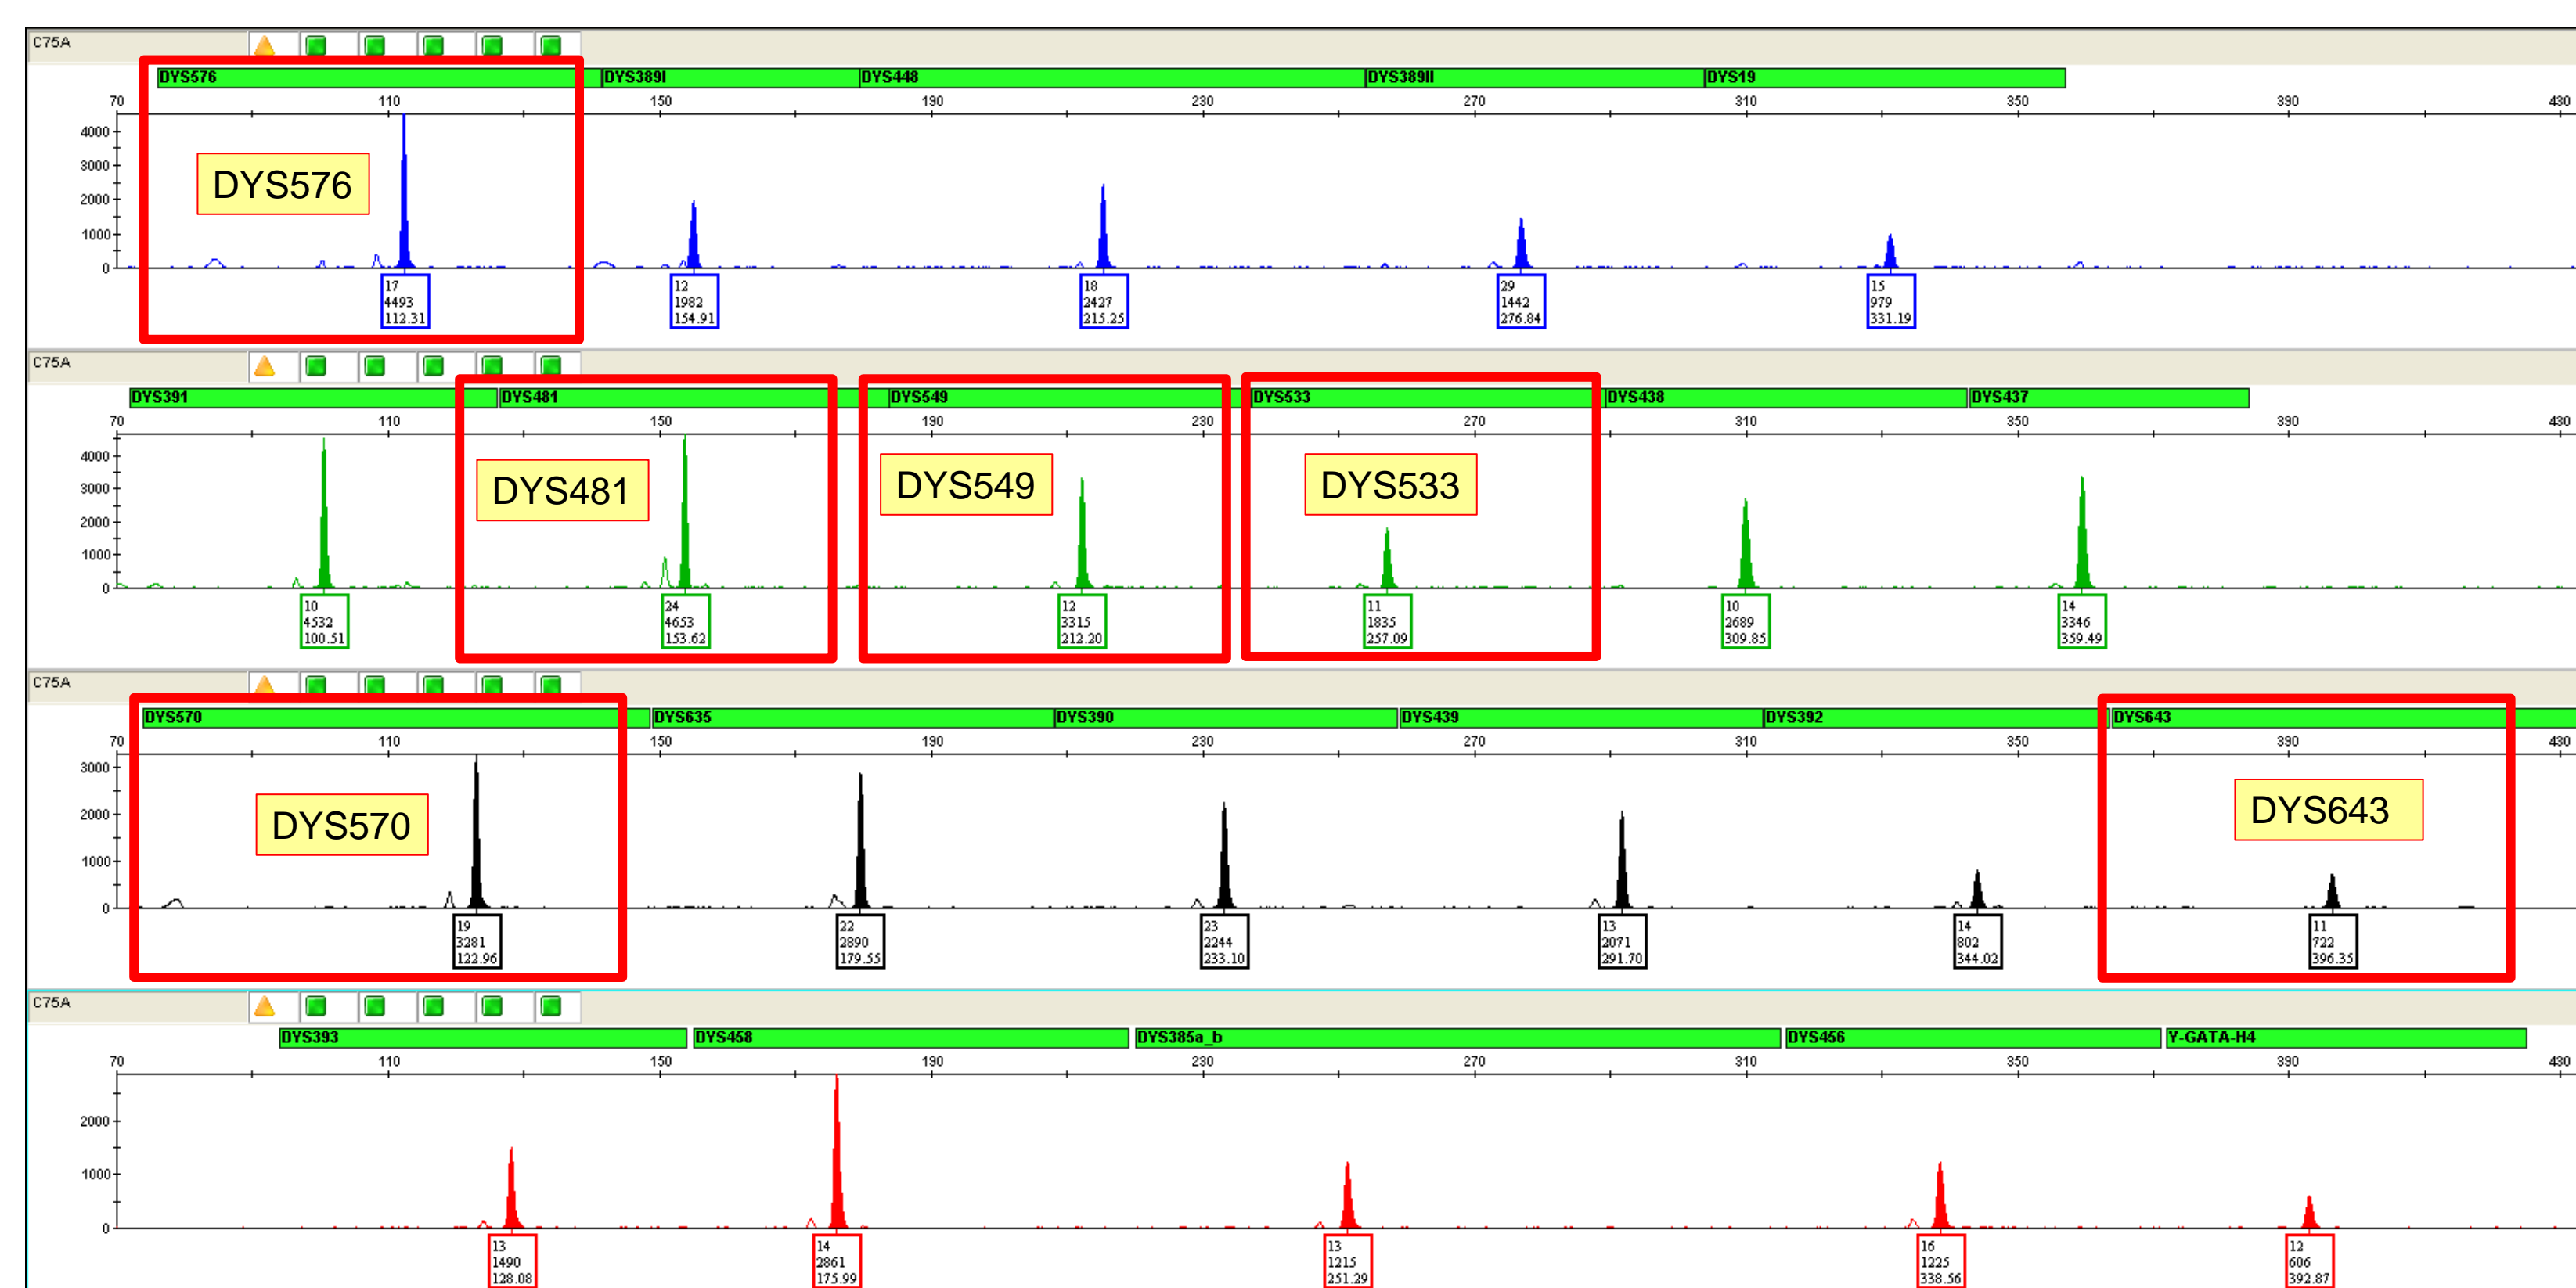 C75A
DYS576 DYS389I DYS448 DYS389II DYS19
70 110 150 190 230 270 310 350 390 430
4000
3000
2000
1000
0
DYS576
17 12 18 29 15
4493 1982 2427 1442 979
112.31 154.91 215.25 276.84 331.19
C75A
DYS391 DYS481 DYS549 DYS533 DYS438 DYS437
70 110 150 190 230 270 310 350 390 430
4000
3000
2000
1000
0
DYS481 DYS549 DYS533
10 24 12 11 10 14
4532 4653 3315 1835 2689 3346
100.51 153.62 212.20 257.09 309.85 359.49
C75A
DYS570 DYS635 DYS390 DYS439 DYS392 DYS643
70 110 150 190 230 270 310 350 390 430
3000
2000
1000
0
DYS570 DYS643
19 22 23 13 14 11
3281 2890 2244 2071 802 722
122.96 179.55 233.10 291.70 344.02 396.35
C75A
DYS393 DYS458 DYS385a_b DYS456 Y-GATA-H4
70 110 150 190 230 270 310 350 390 430
2000
1000
0
13 14 13 16 12
1490 2861 1215 1225 606
128.08 175.99 251.29 338.56 392.87